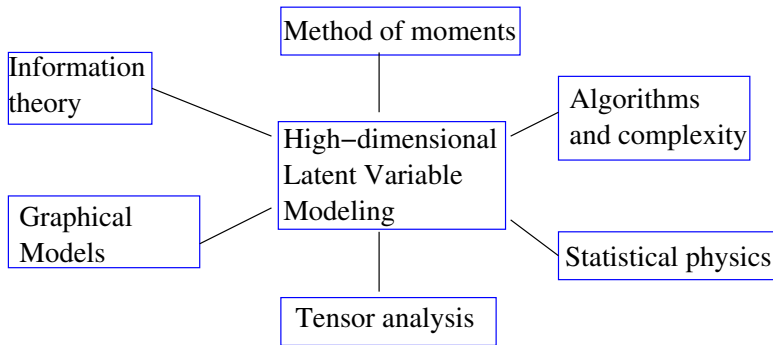 Method of moments
Information
theory
Algorithms
and complexity
High−dimensional
Latent Variable
Modeling
Graphical
Models
Statistical physics
Tensor analysis